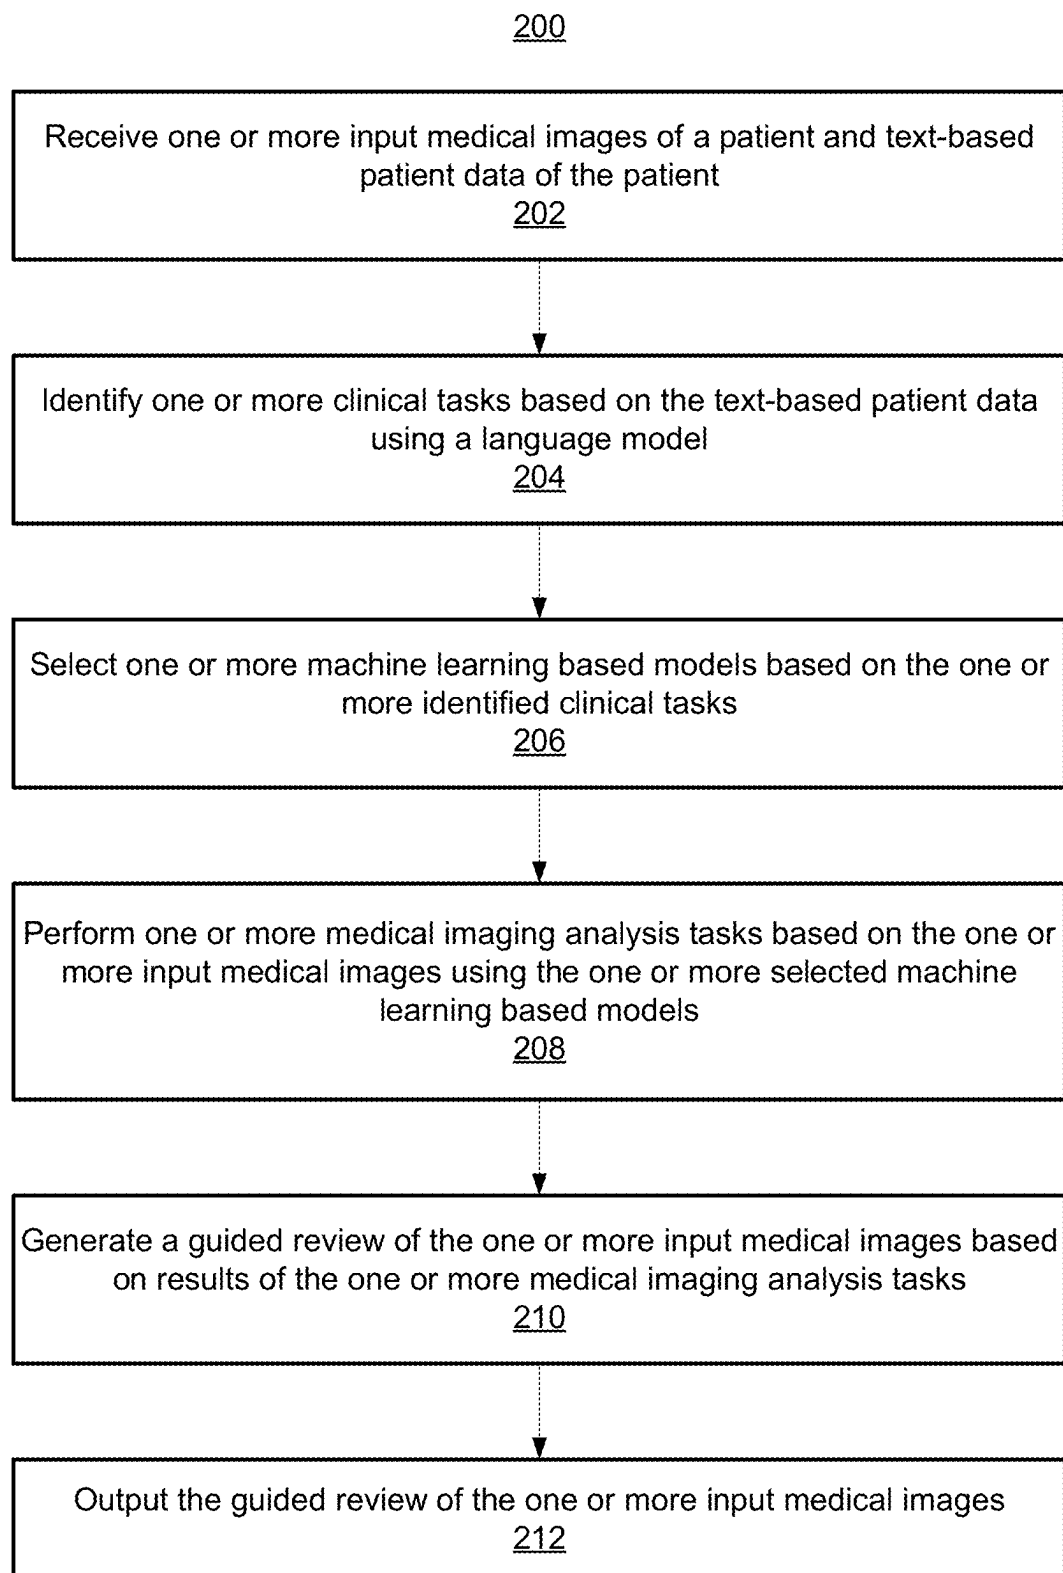 200
Receive one or more input medical images of a patient and text-based
patient data of the patient
202
Identify one or more clinical tasks based on the text-based patient data
using a language model
204
Select one or more machine learning based models based on the one or
more identified clinical tasks
206
Perform one or more medical imaging analysis tasks based on the one or
more input medical images using the one or more selected machine
learning based models
208
Generate a guided review of the one or more input medical images based
on results of the one or more medical imaging analysis tasks
210
Output the guided review of the one or more input medical images
212